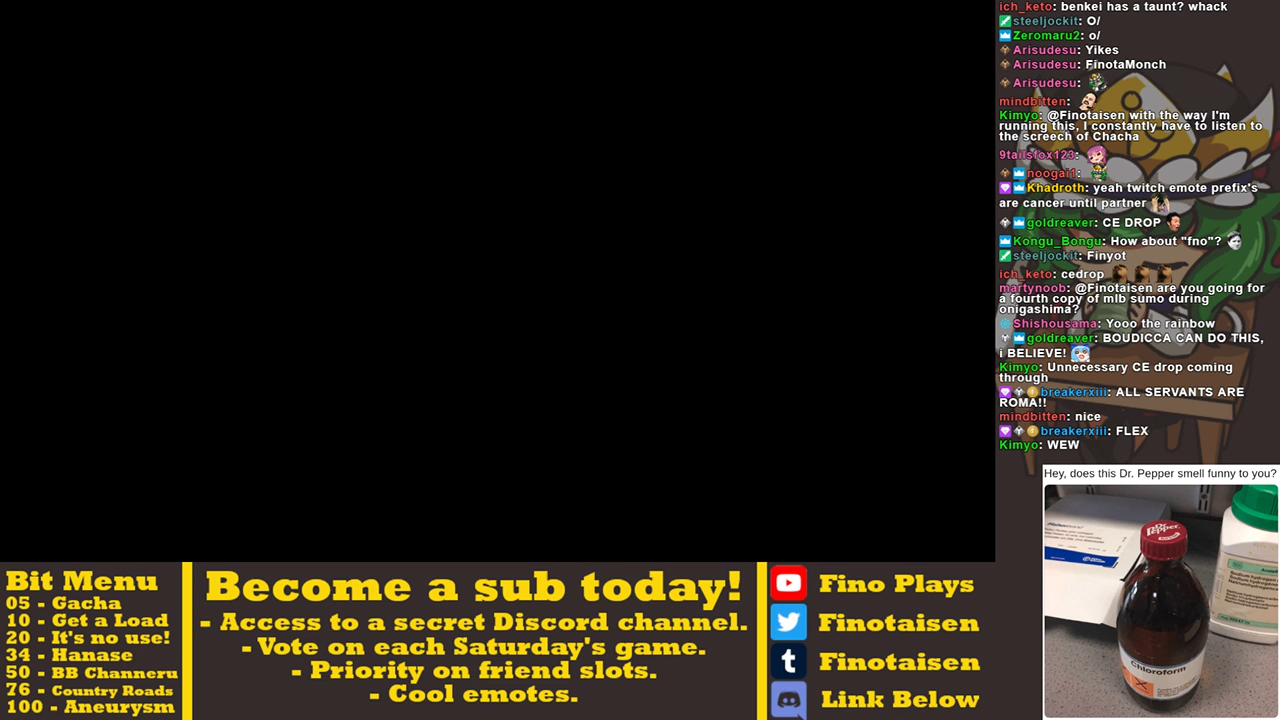 ich_keto: benkei has a taunt? whack
steeljockit: O/
Zeromaru2: o/
Arisudesu: Yikes
Arisudesu: FinotaMonch
Arisudesu:
mindbitten:
Kimyo: @Finotaisen with the way I'm
running this, I constantly have to listen to
the screech of Chacha
9tailsfox123:
noogai1:
Khadroth: yeah twitch emote prefix's
are cancer until partner
goldreaver: CE DROP
Kongu_Bongu: How about "fno"?
steeljockit: Finyot
ich_keto: cedrop
martynoob: @Finotaisen are you going for
a fourth copy of mlb sumo during
onigashima?
Shishousama: Yooo the rainbow
goldreaver: BOUDICCA CAN DO THIS,
i BELIEVE!
Kimyo: Unnecessary CE drop coming
through
breakerxiii: ALL SERVANTS ARE
ROMA!!
mindbitten: nice
breakerxiii: FLEX
Kimyo: WEW
Hey, does this Dr. Pepper smell funny to you?
Dr Pepper
Chloroform
Bit Menu
05 - Gacha
10 - Get a Load
20 - It's no use!
34 - Hanase
50 - BB Channeru
76 - Country Roads
100 - Aneurysm
Become a sub today!
- Access to a secret Discord channel.
- Vote on each Saturday's game.
- Priority on friend slots.
- Cool emotes.
Fino Plays
Finotaisen
t Finotaisen
Link Below